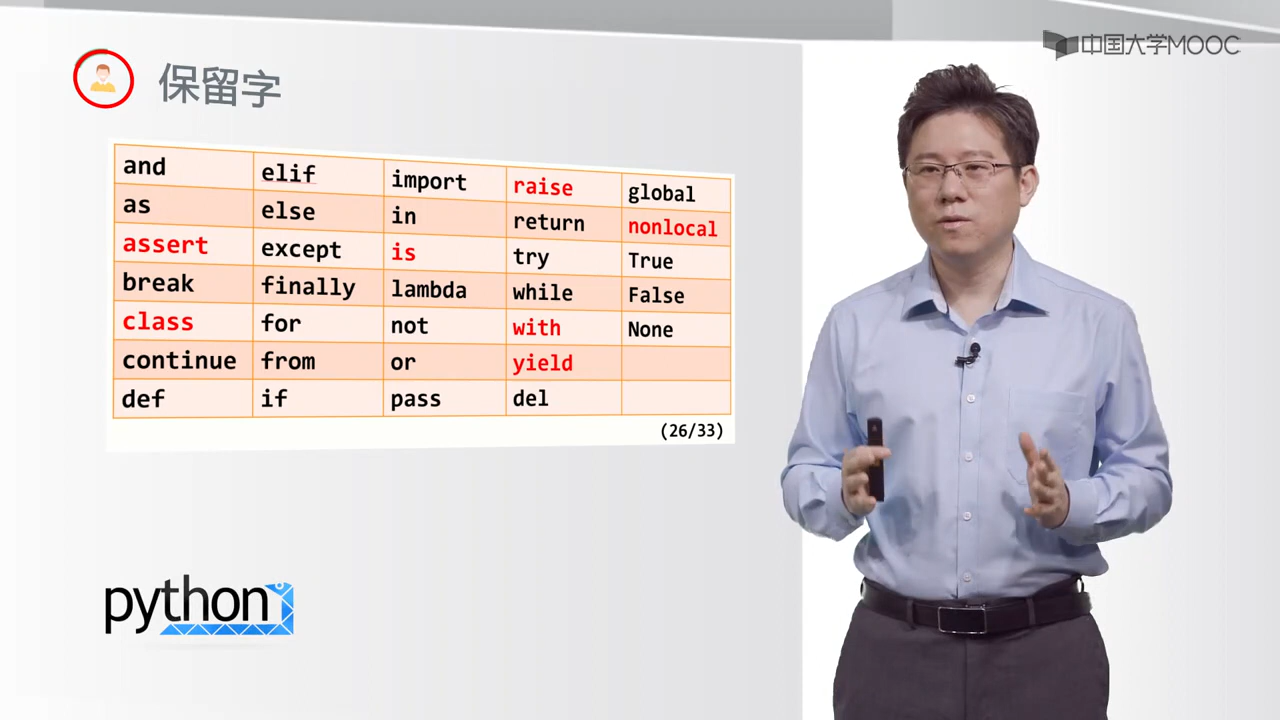 中国大学MOOC
保留字
and elif import raise global
as else in return nonlocal
assert except is try True
break finally lambda while False
class for not with None
continue from or yield
def if pass del
(26/33)
python